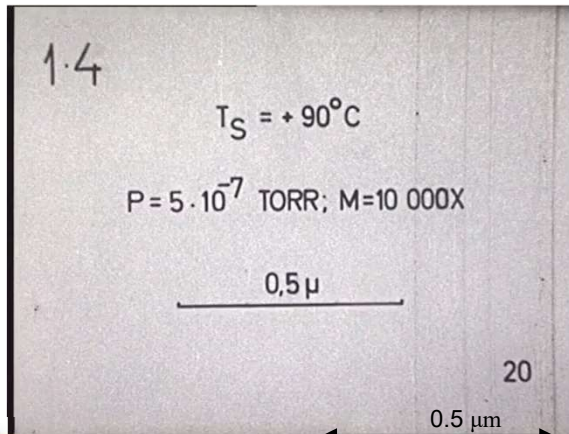 1.4
T_S = + 90°C
P = 5 · 10⁻⁷ TORR; M=10 000X
0,5 µ
20
0.5 µm